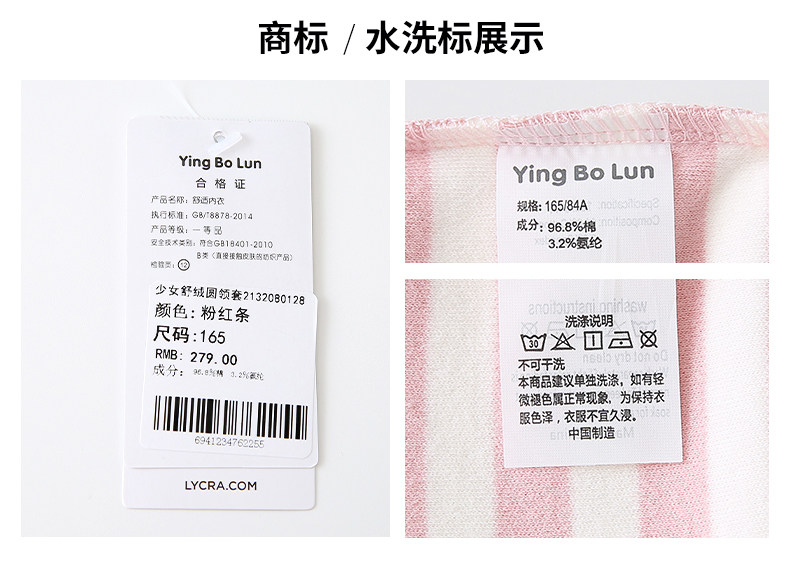 商标 / 水洗标展示
Ying Bo Lun
合格证
产品名称: 舒适内衣
执行标准: GB/T8878-2014
产品等级: 一等品
安全技术类别: 符合GB18401-2010
B类 (直接接触皮肤的纺织产品)
12
少女舒绒圆领套2132080128
颜色: 粉红条
尺码: 165
RMB: 279.00
成分: 96.8%棉 3.2%氨纶
6941234762255
LYCRA.COM
Ying Bo Lun
规格: 165/84A
成分: 96.8%棉
3.2%氨纶
洗涤说明
30
不可干洗
本商品建议单独洗涤，如有轻
微褪色属正常现象，为保持衣
服色泽，衣服不宜久浸。
中国制造